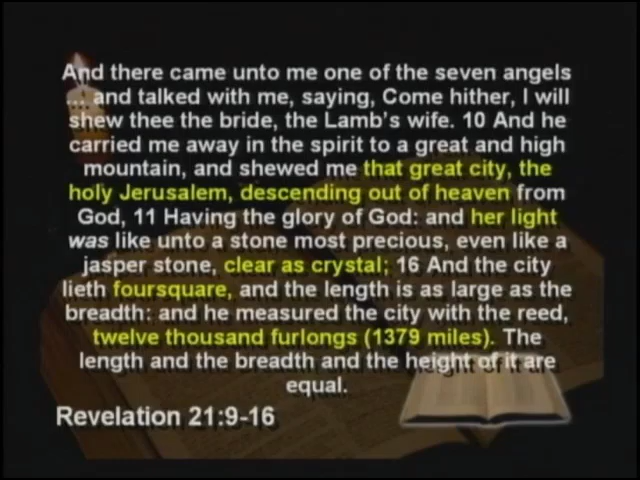 And there came unto me one of the seven angels
... and talked with me, saying, Come hither, I will
shew thee the bride, the Lamb's wife. 10 And he
carried me away in the spirit to a great and high
mountain, and shewed me that great city, the
holy Jerusalem, descending out of heaven from
God, 11 Having the glory of God: and her light
was like unto a stone most precious, even like a
jasper stone, clear as crystal; 16 And the city
lieth foursquare, and the length is as large as the
breadth: and he measured the city with the reed,
twelve thousand furlongs (1379 miles). The
length and the breadth and the height of it are
equal.
Revelation 21:9-16